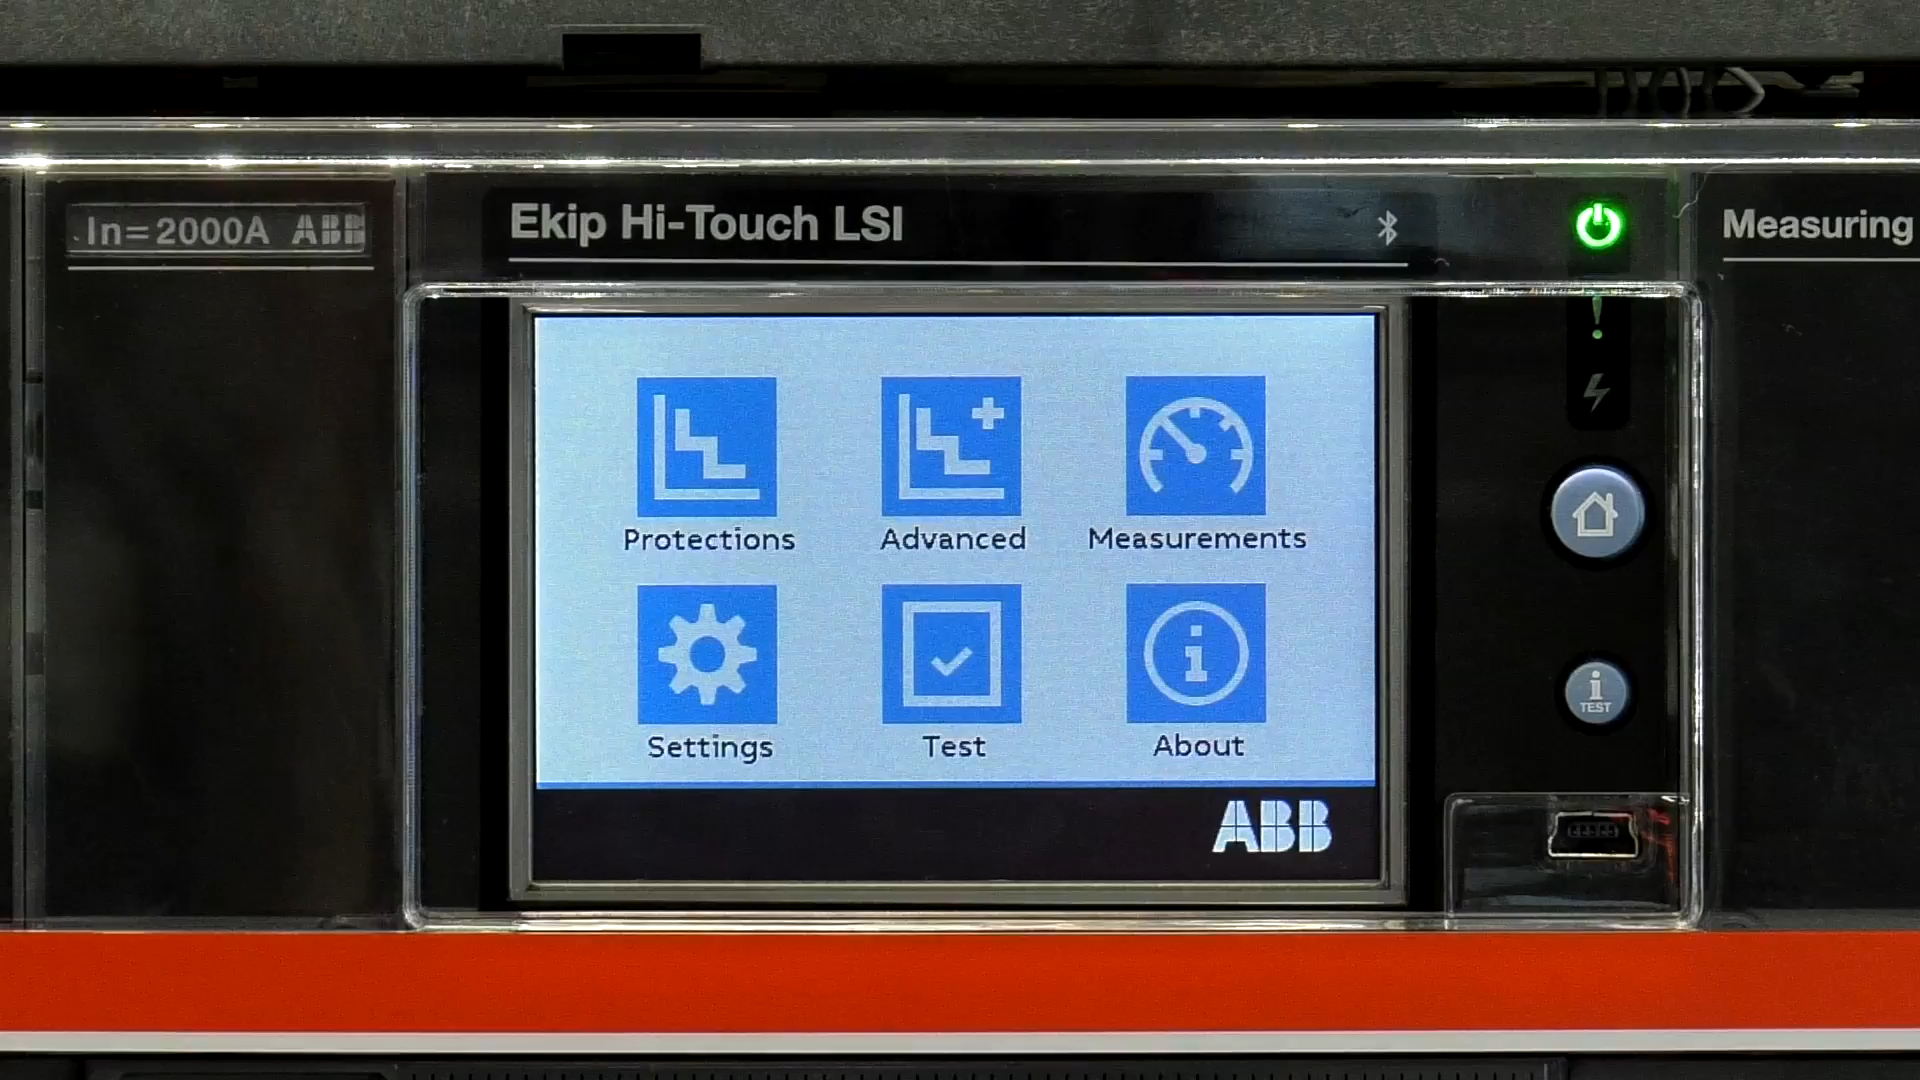 In=2000A ABB
Ekip Hi-Touch LSI
Measuring
Protections
Advanced
Measurements
Settings
Test
About
i
TEST
ABB